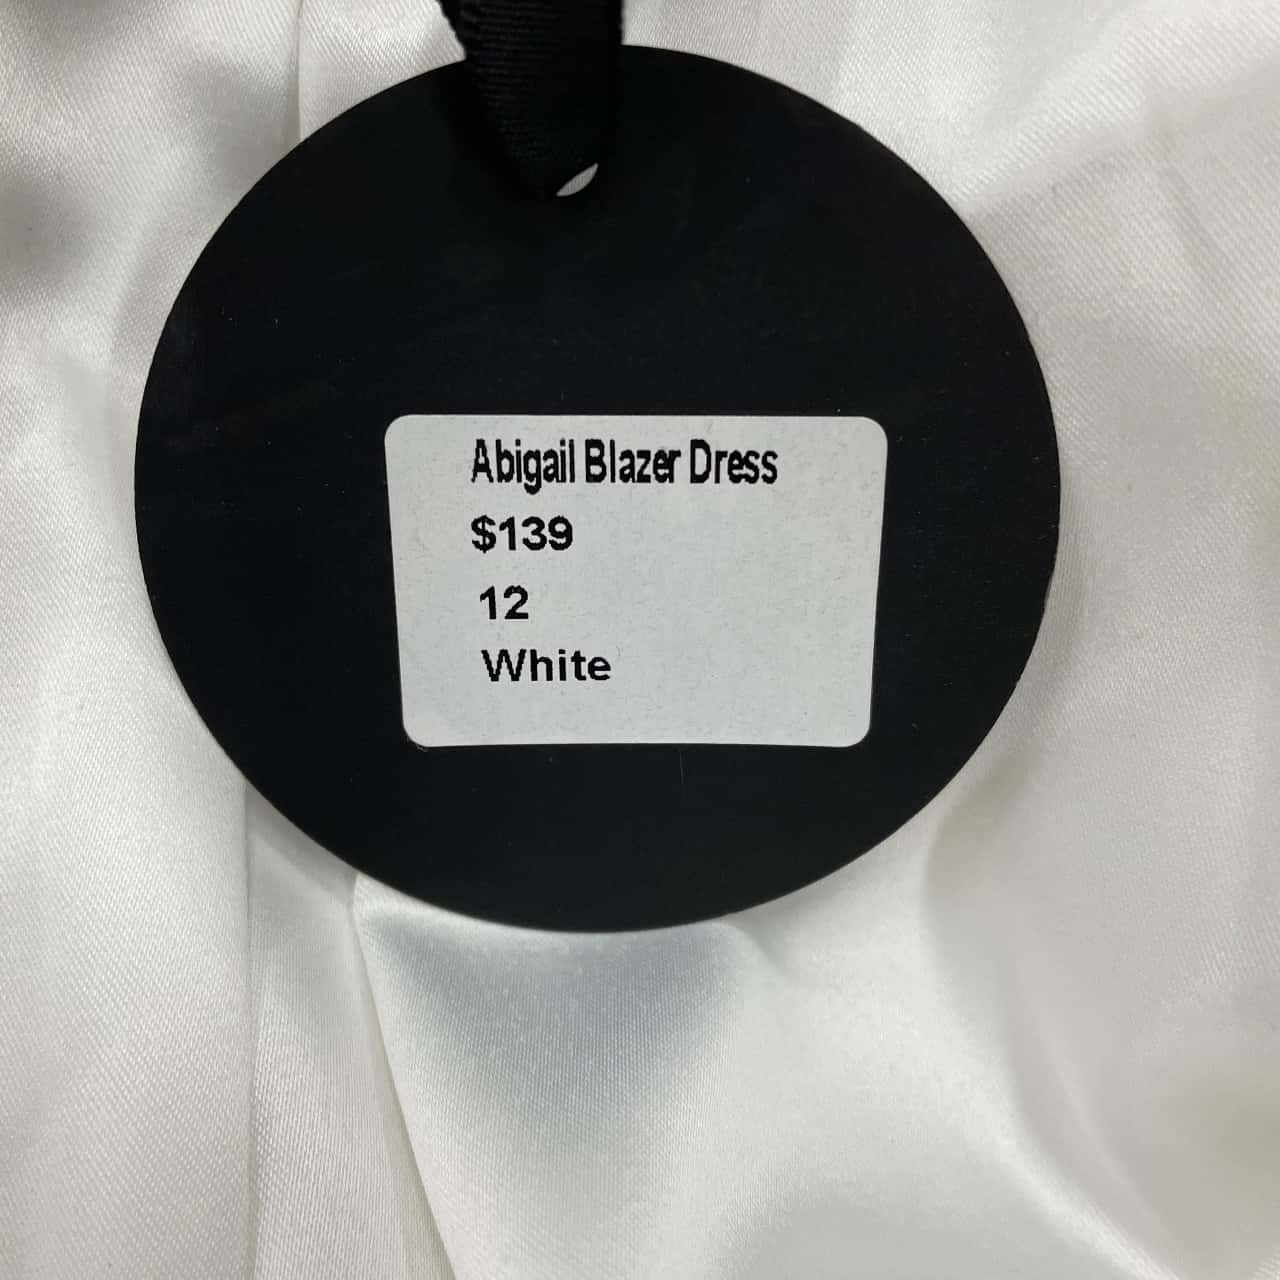 Abigail Blazer Dress
$139
12
White